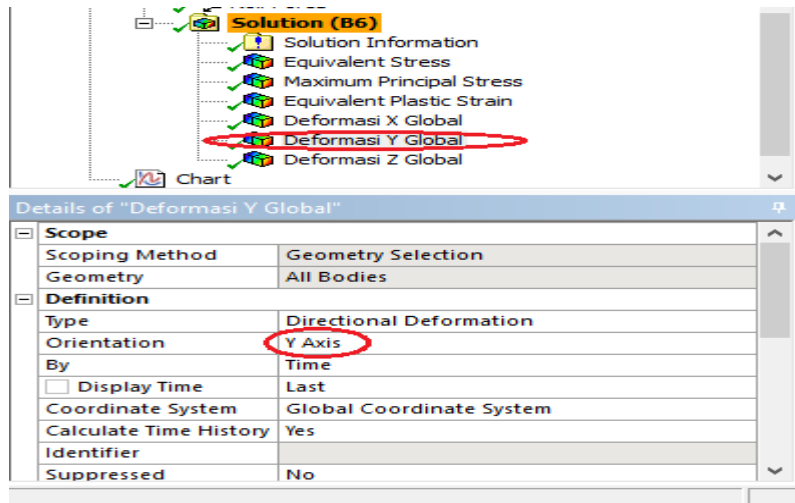 Solution (B6)
Solution Information
Equivalent Stress
Maximum Principal Stress
Equivalent Plastic Strain
Deformasi X Global
Deformasi Y Global
Deformasi Z Global
Chart
Details of "Deformasi Y Global"
Scope
Scoping Method Geometry Selection
Geometry All Bodies
Definition
Type Directional Deformation
Orientation Y Axis
By Time
Display Time Last
Coordinate System Global Coordinate System
Calculate Time History Yes
Identifier
Suppressed No